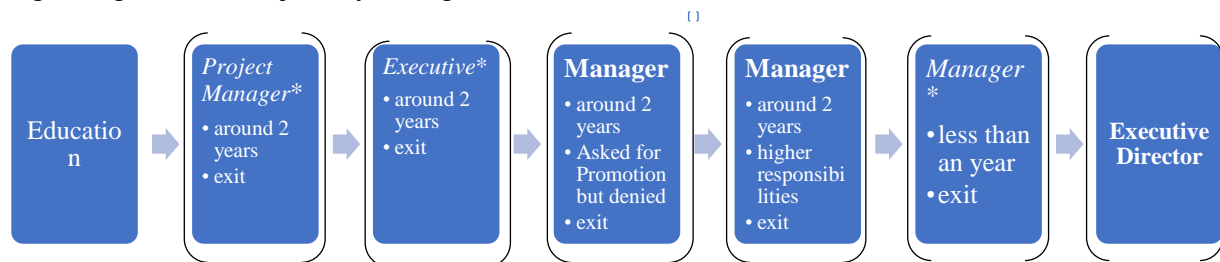 Educatio
n
Project
Manager*
• around 2
years
• exit
Executive*
• around 2
years
• exit
Manager
• around 2
years
• Asked for
Promotion
but denied
• exit
Manager
• around 2
years
• higher
responsibi
lities
• exit
Manager
*
• less than
an year
• exit
Executive
Director